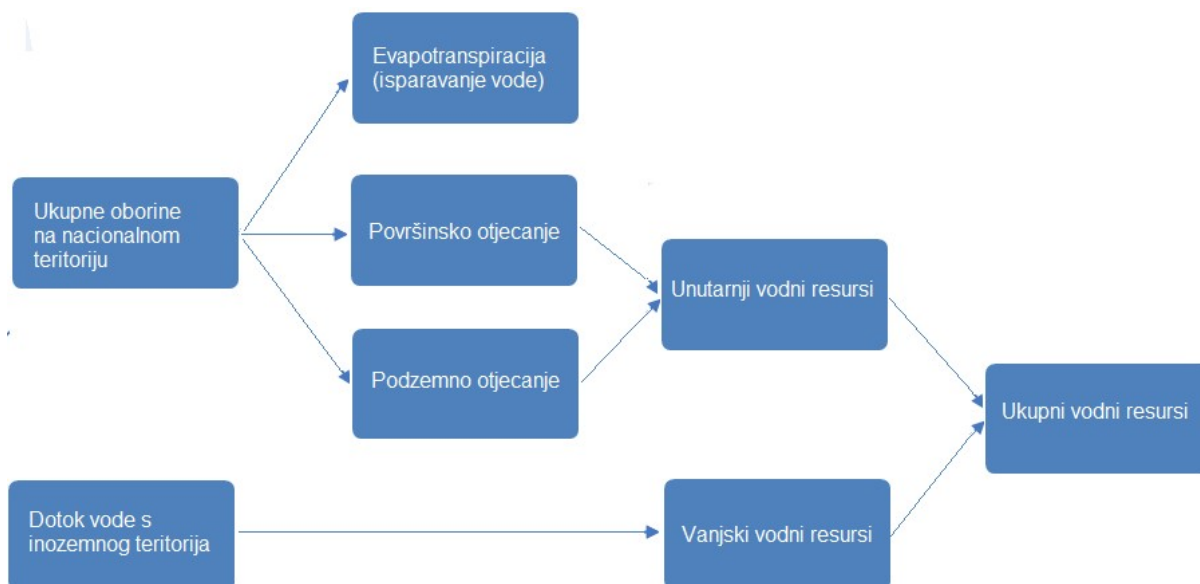 Evapotranspiracija
(isparavanje vode)
Ukupne oborine
na nacionalnom
teritoriju
Površinsko otjecanje
Unutarnji vodni resursi
Podzemno otjecanje
Ukupni vodni resursi
Dotok vode s
inozemnog teritorija
Vanjski vodni resursi